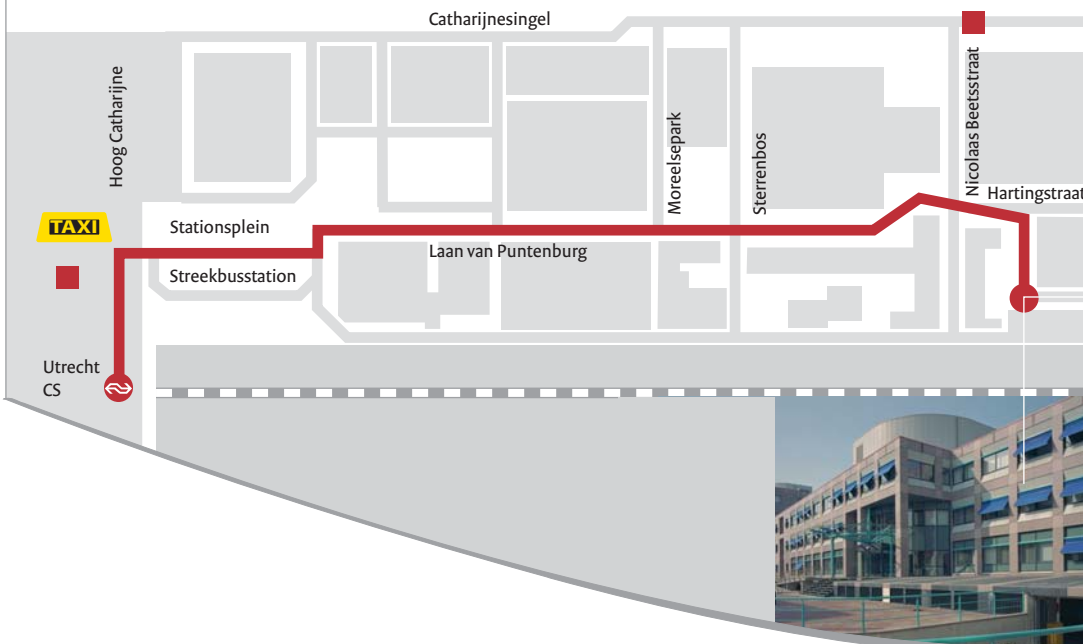 Catharijnesingel
Hoog Catharijne
Moreelsepark
Sterrenbos
Nicolaas Beetsstraat
Hartingstraat
TAXI
Stationsplein
Laan van Puntenburg
Streekbusstation
Utrecht
CS